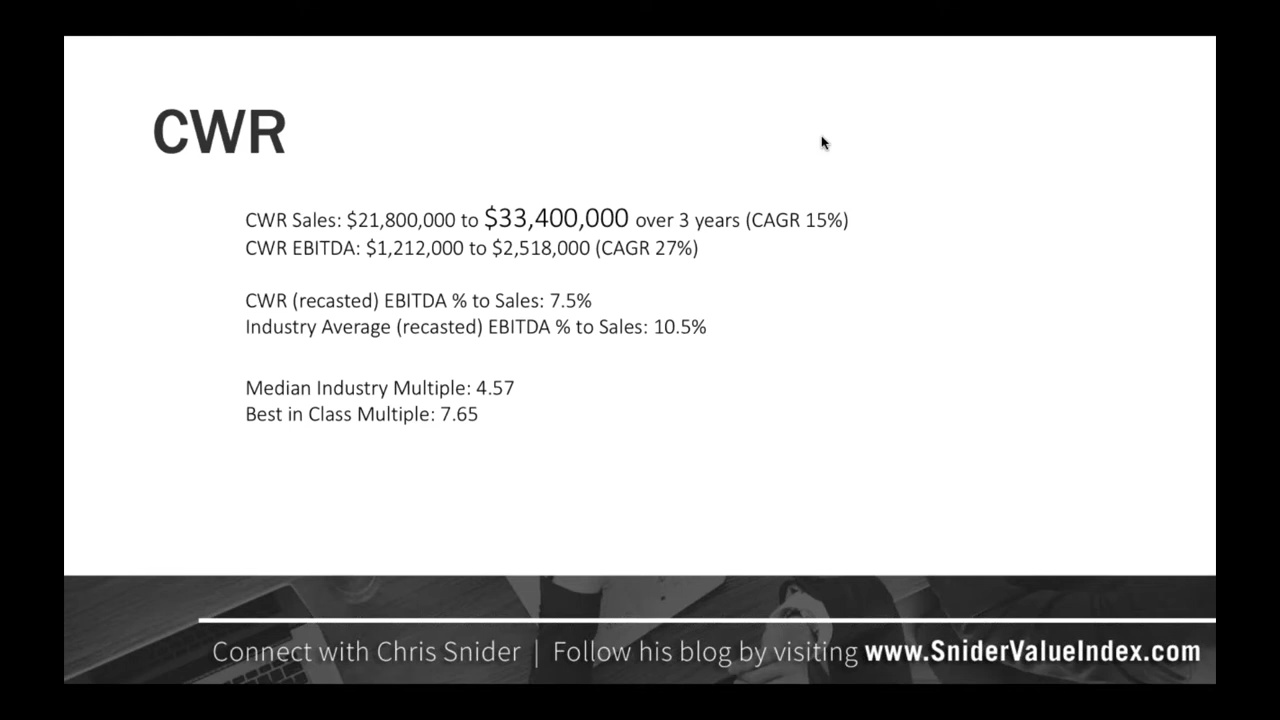 CWR
CWR Sales: $21,800,000 to $33,400,000 over 3 years (CAGR 15%)
CWR EBITDA: $1,212,000 to $2,518,000 (CAGR 27%)
CWR (recasted) EBITDA % to Sales: 7.5%
Industry Average (recasted) EBITDA % to Sales: 10.5%
Median Industry Multiple: 4.57
Best in Class Multiple: 7.65
Connect with Chris Snider | Follow his blog by visiting www.SniderValueIndex.com